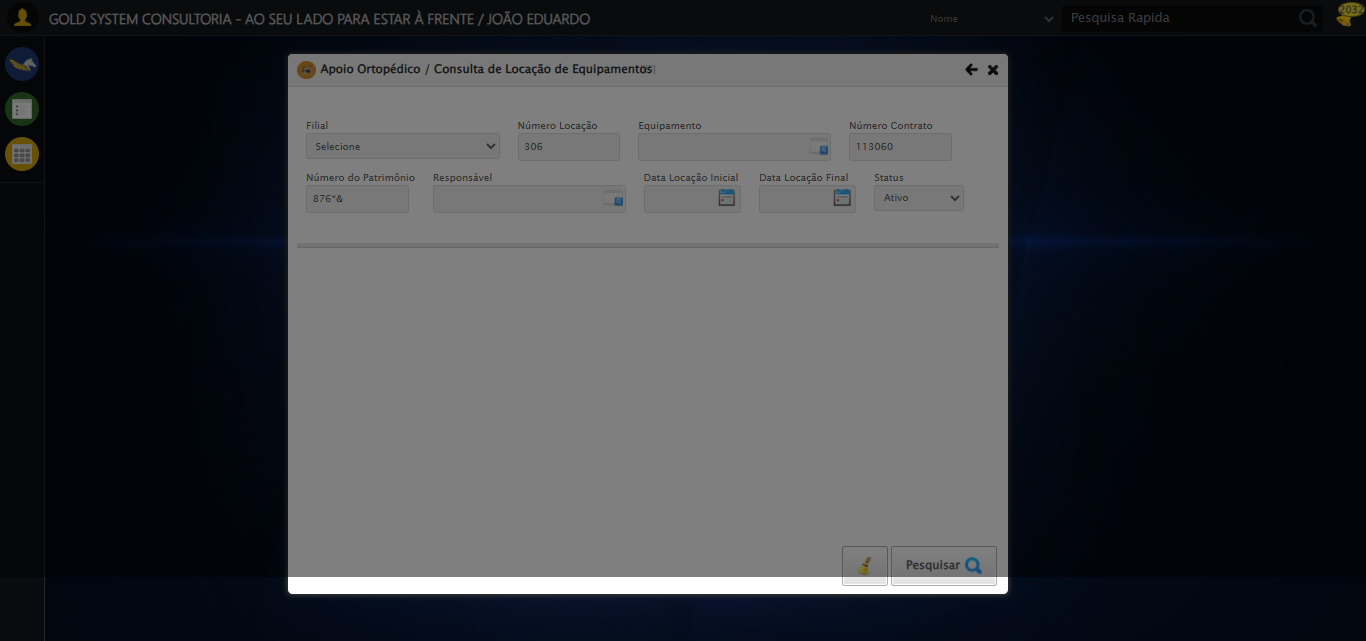 GOLD SYSTEM CONSULTORIA - AO SEU LADO PARA ESTAR À FRENTE / JOÃO EDUARDO
Nome
Pesquisa Rapida
2032
Apoio Ortopédico / Consulta de Locação de Equipamentos
Filial
Número Locação
Equipamento
Número Contrato
Selecione
306
113060
Número do Patrimônio
Responsável
Data Locação Inicial
Data Locação Final
Status
876"&
Ativo
Pesquisar